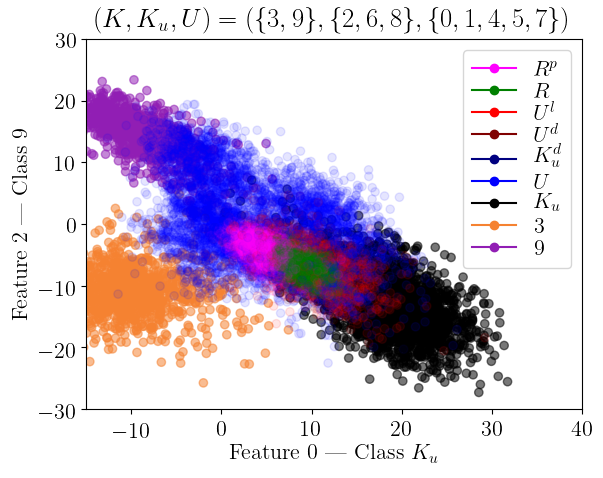 (K, K_u, U) = ({3, 9}, {2, 6, 8}, {0, 1, 4, 5, 7})
30
20
10
0
−10
−20
−30
Feature 2 — Class 9
R^p
R
U^l
U^d
K_u^d
U
K_u
3
9
−10 0 10 20 30 40
Feature 0 — Class K_u